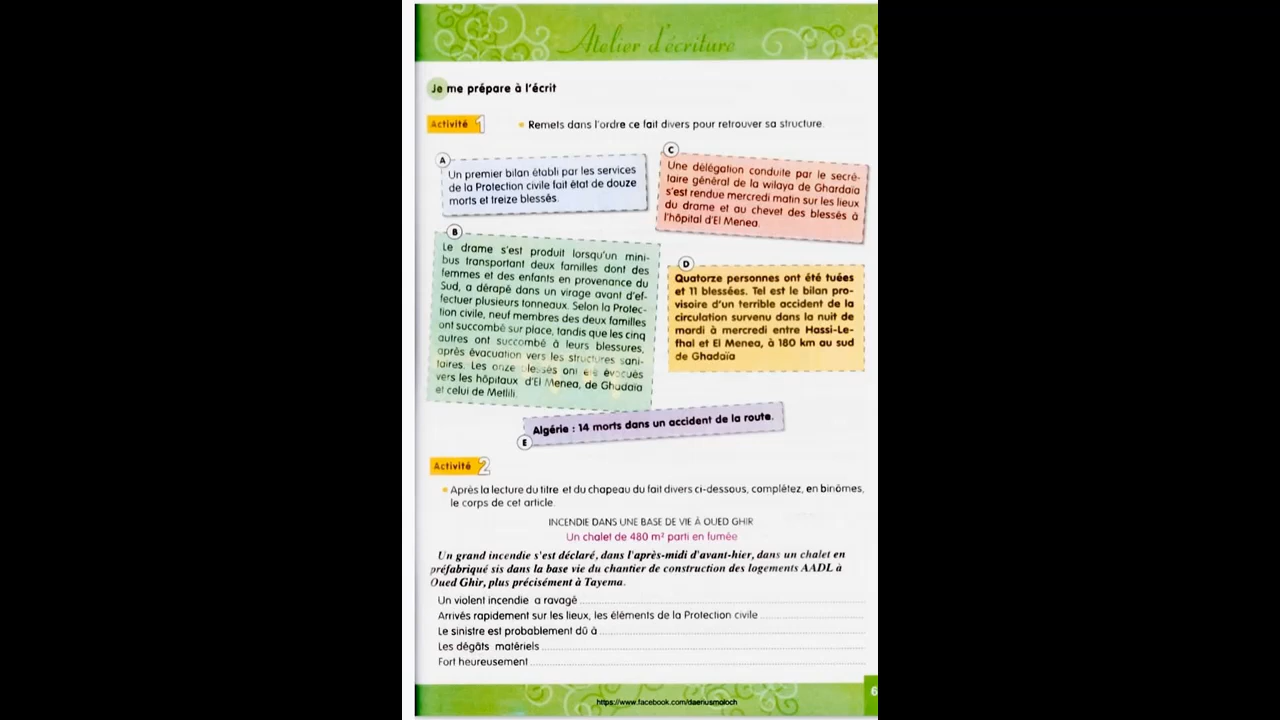 Atelier d'écriture
Je me prépare à l'écrit
Activité 1
• Remets dans l'ordre ce fait divers pour retrouver sa structure.
A
Un premier bilan établi par les services
de la Protection civile fait état de douze
morts et treize blessés.
C
Une délégation conduite par le secré-
taire général de la wilaya de Ghardaïa
s'est rendue mercredi matin sur les lieux
du drame et au chevet des blessés à
l'hôpital d'El Menea.
B
Le drame s'est produit lorsqu'un mini-
bus transportant deux familles dont des
femmes et des enfants en provenance du
Sud, a dérapé dans un virage avant d'ef-
fectuer plusieurs tonneaux. Selon la Protec-
tion civile, neuf membres des deux familles
ont succombé sur place, tandis que les cinq
autres ont succombé à leurs blessures,
après évacuation vers les structures sani-
taires. Les onze blessés ont été évacués
vers les hôpitaux d'El Menea, de Ghadaïa
et celui de Metlili.
D
Quatorze personnes ont été tuées
et 11 blessées. Tel est le bilan pro-
visoire d'un terrible accident de la
circulation survenu dans la nuit de
mardi à mercredi entre Hassi-Le-
fhal et El Menea, à 180 km au sud
de Ghadaïa
Algérie : 14 morts dans un accident de la route.
E
Activité 2
• Après la lecture du titre et du chapeau du fait divers ci-dessous, complétez, en binômes,
le corps de cet article.
INCENDIE DANS UNE BASE DE VIE À OUED GHIR
Un chalet de 480 m² parti en fumée
Un grand incendie s'est déclaré, dans l'après-midi d'avant-hier, dans un chalet en
préfabriqué sis dans la base vie du chantier de construction des logements AADL à
Oued Ghir, plus précisément à Tayema.
Un violent incendie a ravagé
Arrivés rapidement sur les lieux, les éléments de la Protection civile
Le sinistre est probablement dû à
Les dégâts matériels
Fort heureusement
6
https://www.facebook.com/daenusmoloch